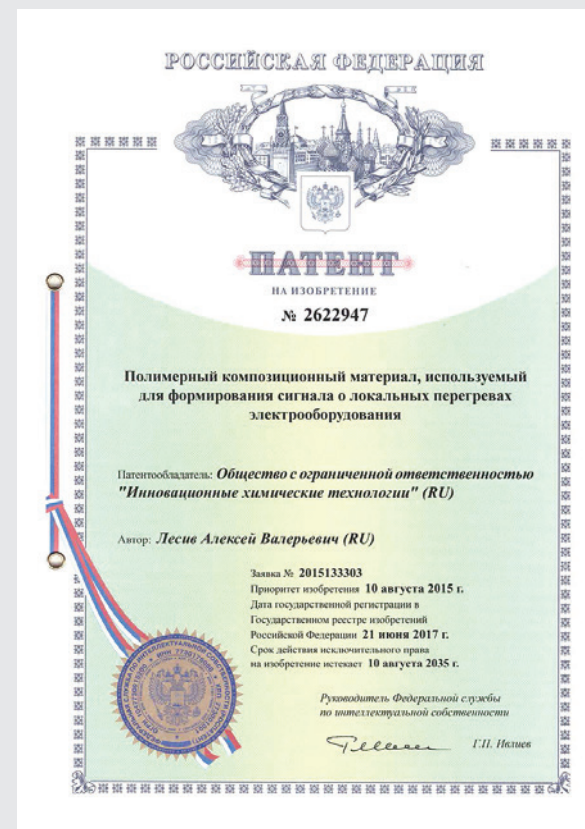 РОССИЙСКАЯ ФЕДЕРАЦИЯ
ПАТЕНТ
НА ИЗОБРЕТЕНИЕ
№ 2622947
Полимерный композиционный материал, используемый
для формирования сигнала о локальных перегревах
электрооборудования
Патентообладатель: Общество с ограниченной ответственностью
"Инновационные химические технологии" (RU)
Автор: Лесив Алексей Валерьевич (RU)
Заявка № 2015133303
Приоритет изобретения 10 августа 2015 г.
Дата государственной регистрации в
Государственном реестре изобретений
Российской Федерации 21 июня 2017 г.
Срок действия исключительного права
на изобретение истекает 10 августа 2035 г.
Руководитель Федеральной службы
по интеллектуальной собственности
Г.П. Ивлиев